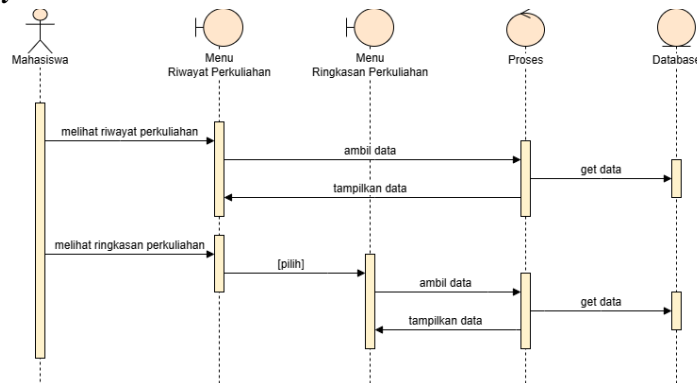 Mahasiswa
Menu
Riwayat Perkuliahan
Menu
Ringkasan Perkuliahan
Proses
Database
melihat riwayat perkuliahan
ambil data
get data
tampilkan data
melihat ringkasan perkuliahan
[pilih]
ambil data
get data
tampilkan data